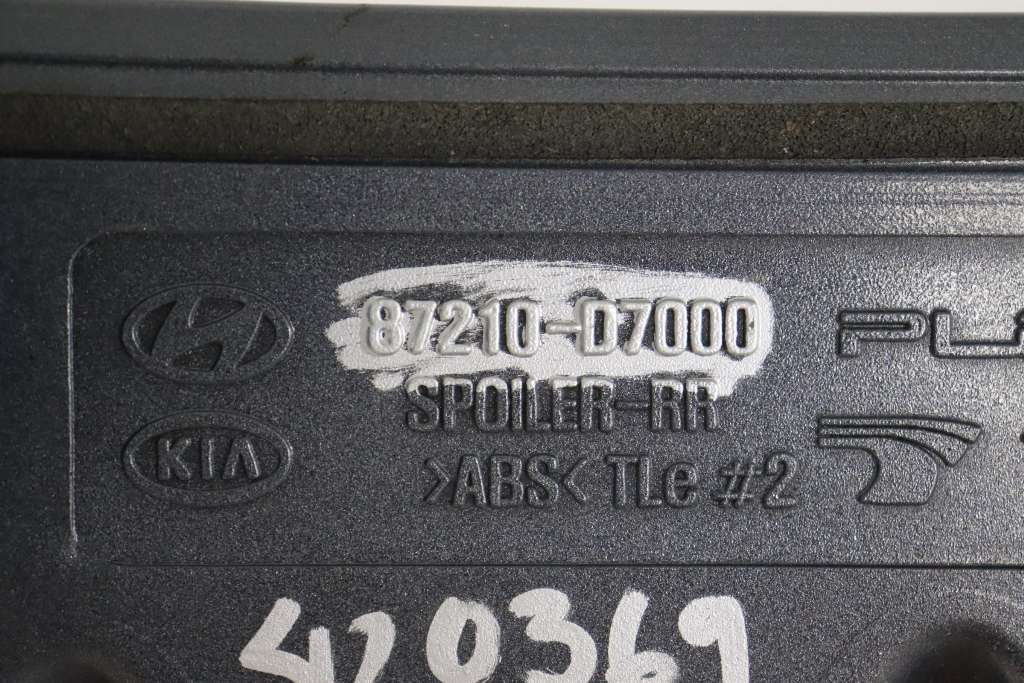 87210-D7000
SPOILER-RR
KIA
>ABS< TLe #2
420369